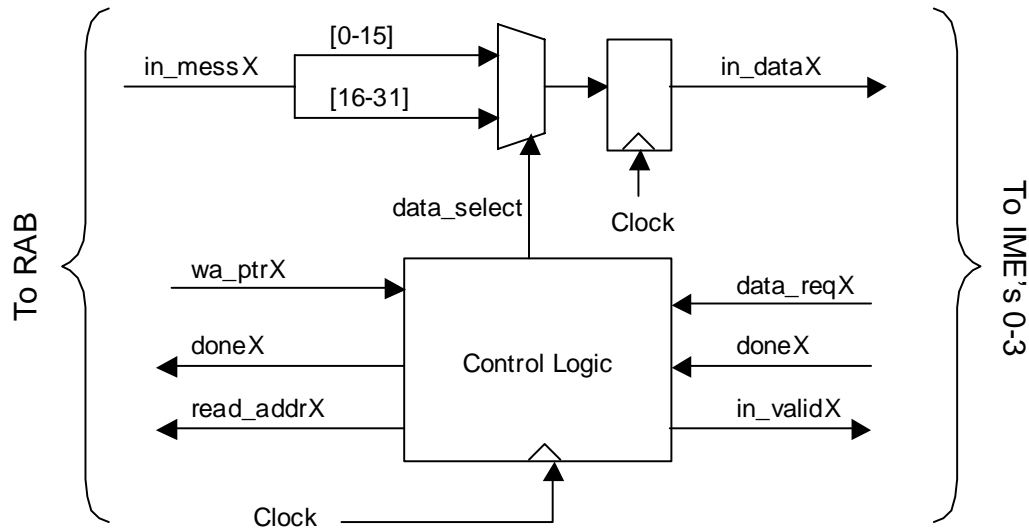 [0-15]
in_messX
in_dataX
[16-31]
data_select
Clock
To RAB
To IME's 0-3
wa_ptrX
data_reqX
doneX
Control Logic
doneX
read_addrX
in_validX
Clock